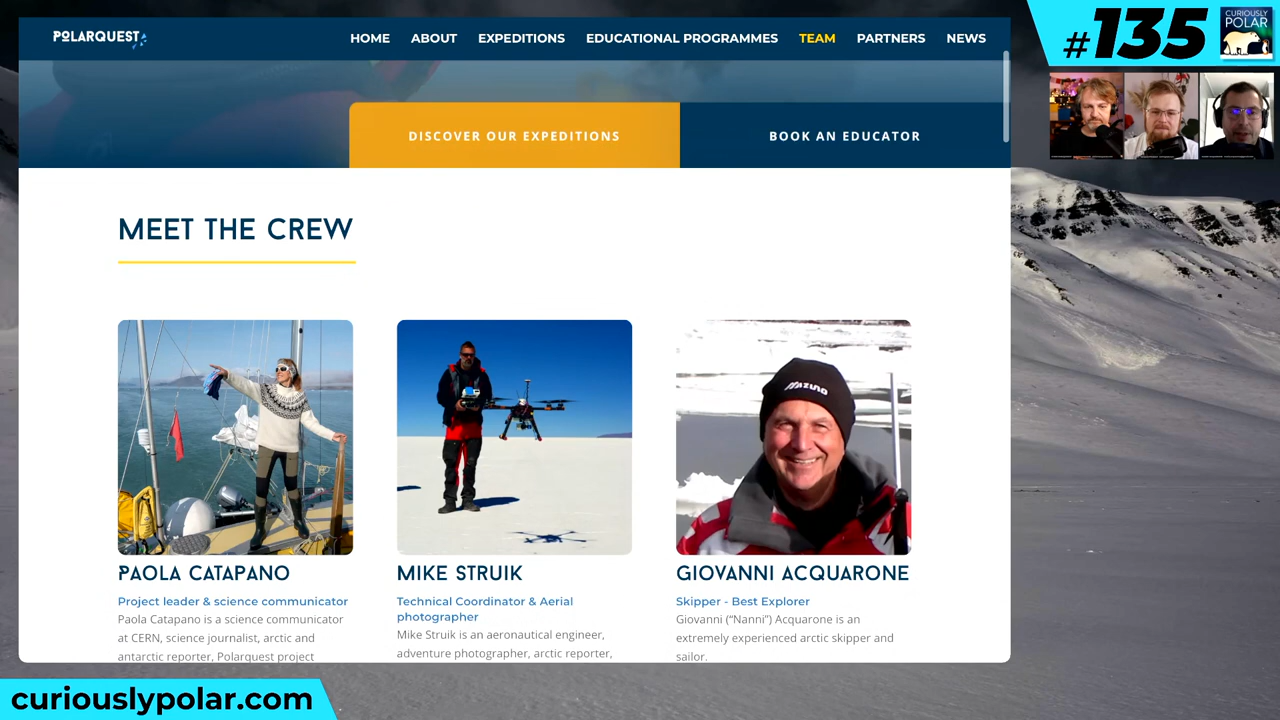 POLARQUEST
HOME ABOUT EXPEDITIONS EDUCATIONAL PROGRAMMES TEAM PARTNERS NEWS
#135
CURIOUSLY
POLAR
DISCOVER OUR EXPEDITIONS
BOOK AN EDUCATOR
MEET THE CREW
MIZUNO
PAOLA CATAPANO
Project leader & science communicator
Paola Catapano is a science communicator
at CERN, science journalist, arctic and
antarctic reporter, Polarquest project
MIKE STRUIK
Technical Coordinator & Aerial
photographer
Mike Struik is an aeronautical engineer,
adventure photographer, arctic reporter,
GIOVANNI ACQUARONE
Skipper - Best Explorer
Giovanni (“Nanni”) Acquarone is an
extremely experienced arctic skipper and
sailor.
curiouslypolar.com